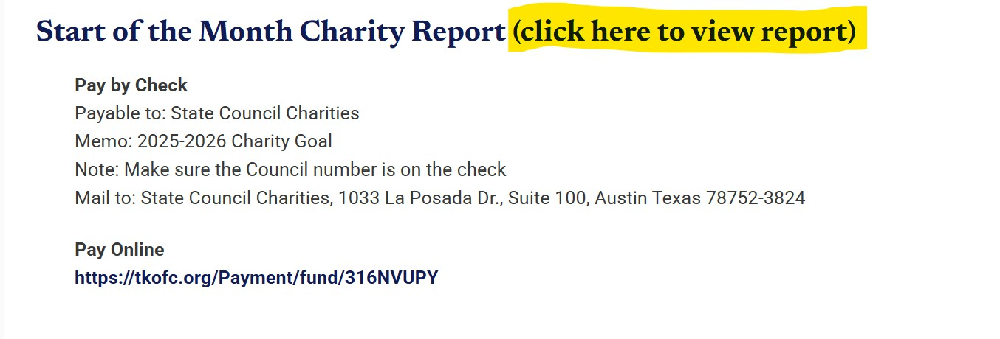 Start of the Month Charity Report (click here to view report)
Pay by Check
Payable to: State Council Charities
Memo: 2025-2026 Charity Goal
Note: Make sure the Council number is on the check
Mail to: State Council Charities, 1033 La Posada Dr., Suite 100, Austin Texas 78752-3824
Pay Online
https://tkofc.org/Payment/fund/316NVUPY